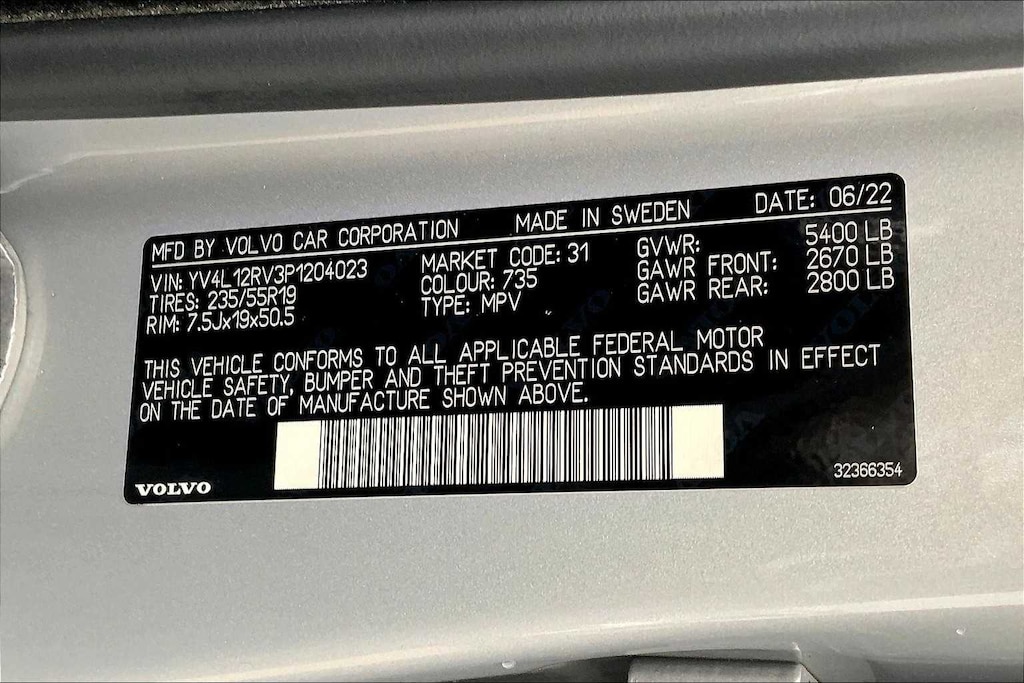 MFD BY VOLVO CAR CORPORATION MADE IN SWEDEN DATE: 06/22
VIN: YV4L12RV3P1204023 MARKET CODE: 31 GVWR: 5400 LB
TIRES: 235/55R19 COLOUR: 735 GAWR FRONT: 2670 LB
RIM: 7.5Jx19x50.5 TYPE: MPV GAWR REAR: 2800 LB
THIS VEHICLE CONFORMS TO ALL APPLICABLE FEDERAL MOTOR
VEHICLE SAFETY, BUMPER AND THEFT PREVENTION STANDARDS IN EFFECT
ON THE DATE OF MANUFACTURE SHOWN ABOVE.
VOLVO 32366354